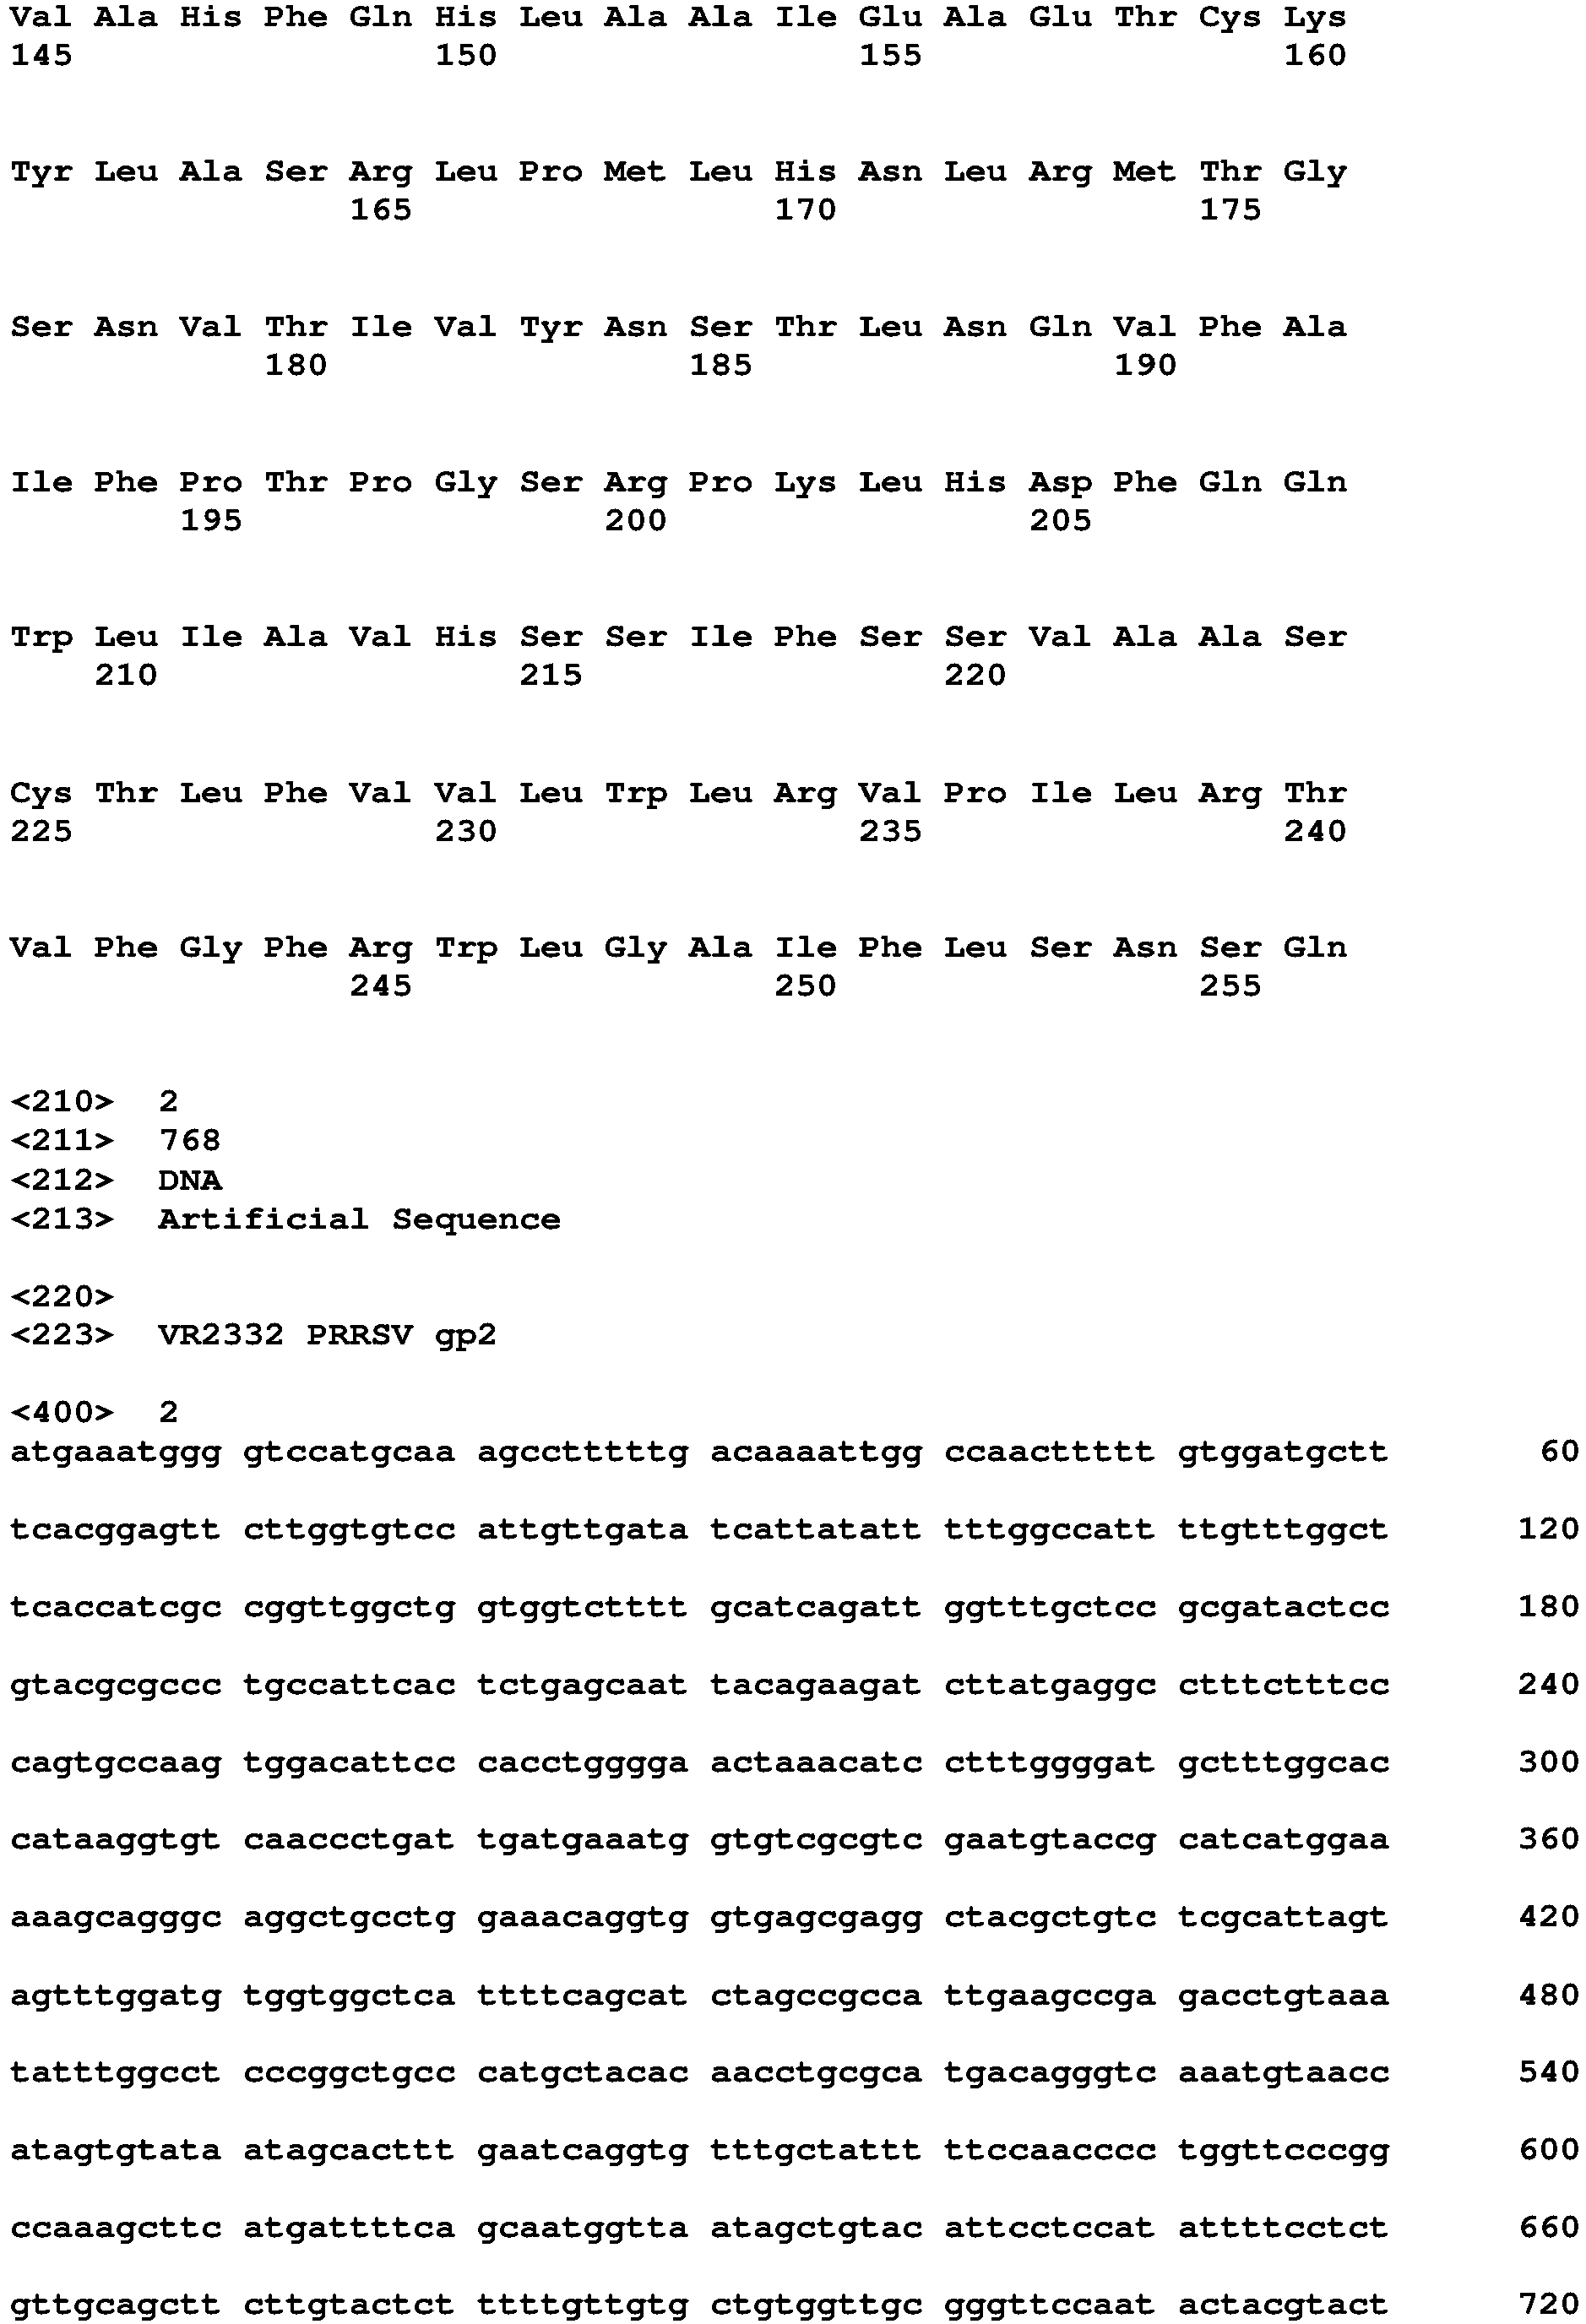 Val Ala His Phe Gln His Leu Ala Ala Ile Glu Ala Glu Thr Cys Lys
145 150 155 160
Tyr Leu Ala Ser Arg Leu Pro Met Leu His Asn Leu Arg Met Thr Gly
165 170 175
Ser Asn Val Thr Ile Val Tyr Asn Ser Thr Leu Asn Gln Val Phe Ala
180 185 190
Ile Phe Pro Thr Pro Gly Ser Arg Pro Lys Leu His Asp Phe Gln Gln
195 200 205
Trp Leu Ile Ala Val His Ser Ser Ile Phe Ser Ser Val Ala Ala Ser
210 215 220
Cys Thr Leu Phe Val Val Leu Trp Leu Arg Val Pro Ile Leu Arg Thr
225 230 235 240
Val Phe Gly Phe Arg Trp Leu Gly Ala Ile Phe Leu Ser Asn Ser Gln
245 250 255
<210> 2
<211> 768
<212> DNA
<213> Artificial Sequence
<220>
<223> VR2332 PRRSV gp2
<400> 2
atgaaatggg gtccatgcaa agcctttttg acaaaattgg ccaacttttt gtggatgctt 60
tcacggagtt cttggtgtcc attgttgata tcattatatt tttggccatt ttgtttggct 120
tcaccatcgc cggttggctg gtggtctttt gcatcagatt ggtttgctcc gcgatactcc 180
gtacgcgccc tgccattcac tctgagcaat tacagaagat cttatgaggc ctttctttcc 240
cagtgccaag tggacattcc cacctgggga actaaacatc ctttggggat gctttggcac 300
cataaggtgt caaccctgat tgatgaaatg gtgtcgcgtc gaatgtaccg catcatggaa 360
aaagcagggc aggctgcctg gaaacaggtg gtgagcgagg ctacgctgtc tcgcattagt 420
agtttggatg tggtggctca ttttcagcat ctagccgcca ttgaagccga gacctgtaaa 480
tatttggcct cccggctgcc catgctacac aacctgcgca tgacagggtc aaatgtaacc 540
atagtgtata atagcacttt gaatcaggtg tttgctattt ttccaacccc tggttcccgg 600
ccaaagcttc atgattttca gcaatggtta atagctgtac attcctccat attttcctct 660
gttgcagctt cttgtactct ttttgttgtg ctgtggttgc gggttccaat actacgtact 720